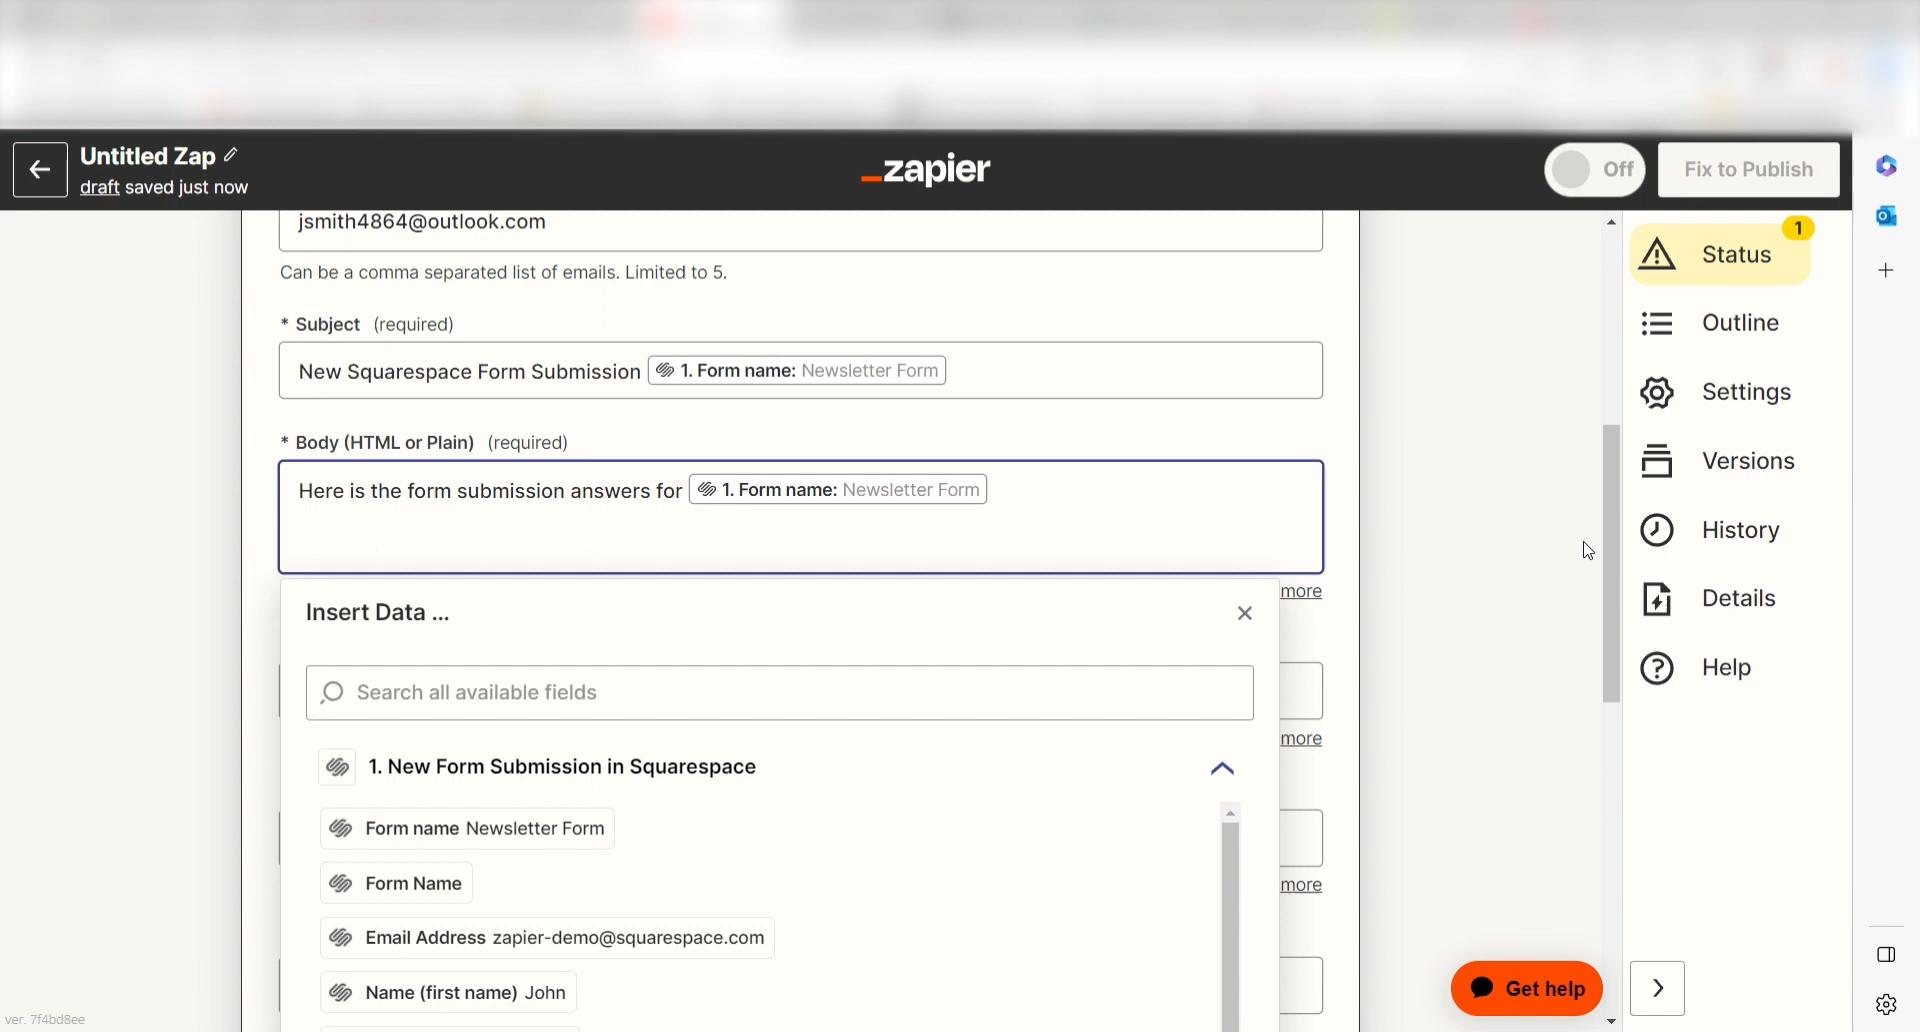 Untitled Zap
draft saved just now
zapier
Off
Fix to Publish
jsmith4864@outlook.com
Can be a comma separated list of emails. Limited to 5.
* Subject (required)
New Squarespace Form Submission 1. Form name: Newsletter Form
* Body (HTML or Plain) (required)
Here is the form submission answers for 1. Form name: Newsletter Form
more
Insert Data ...
Search all available fields
more
1. New Form Submission in Squarespace
Form name Newsletter Form
Form Name
more
Email Address zapier-demo@squarespace.com
Name (first name) John
1
Status
Outline
Settings
Versions
History
Details
Help
Get help
ver. 7f4bd8ee